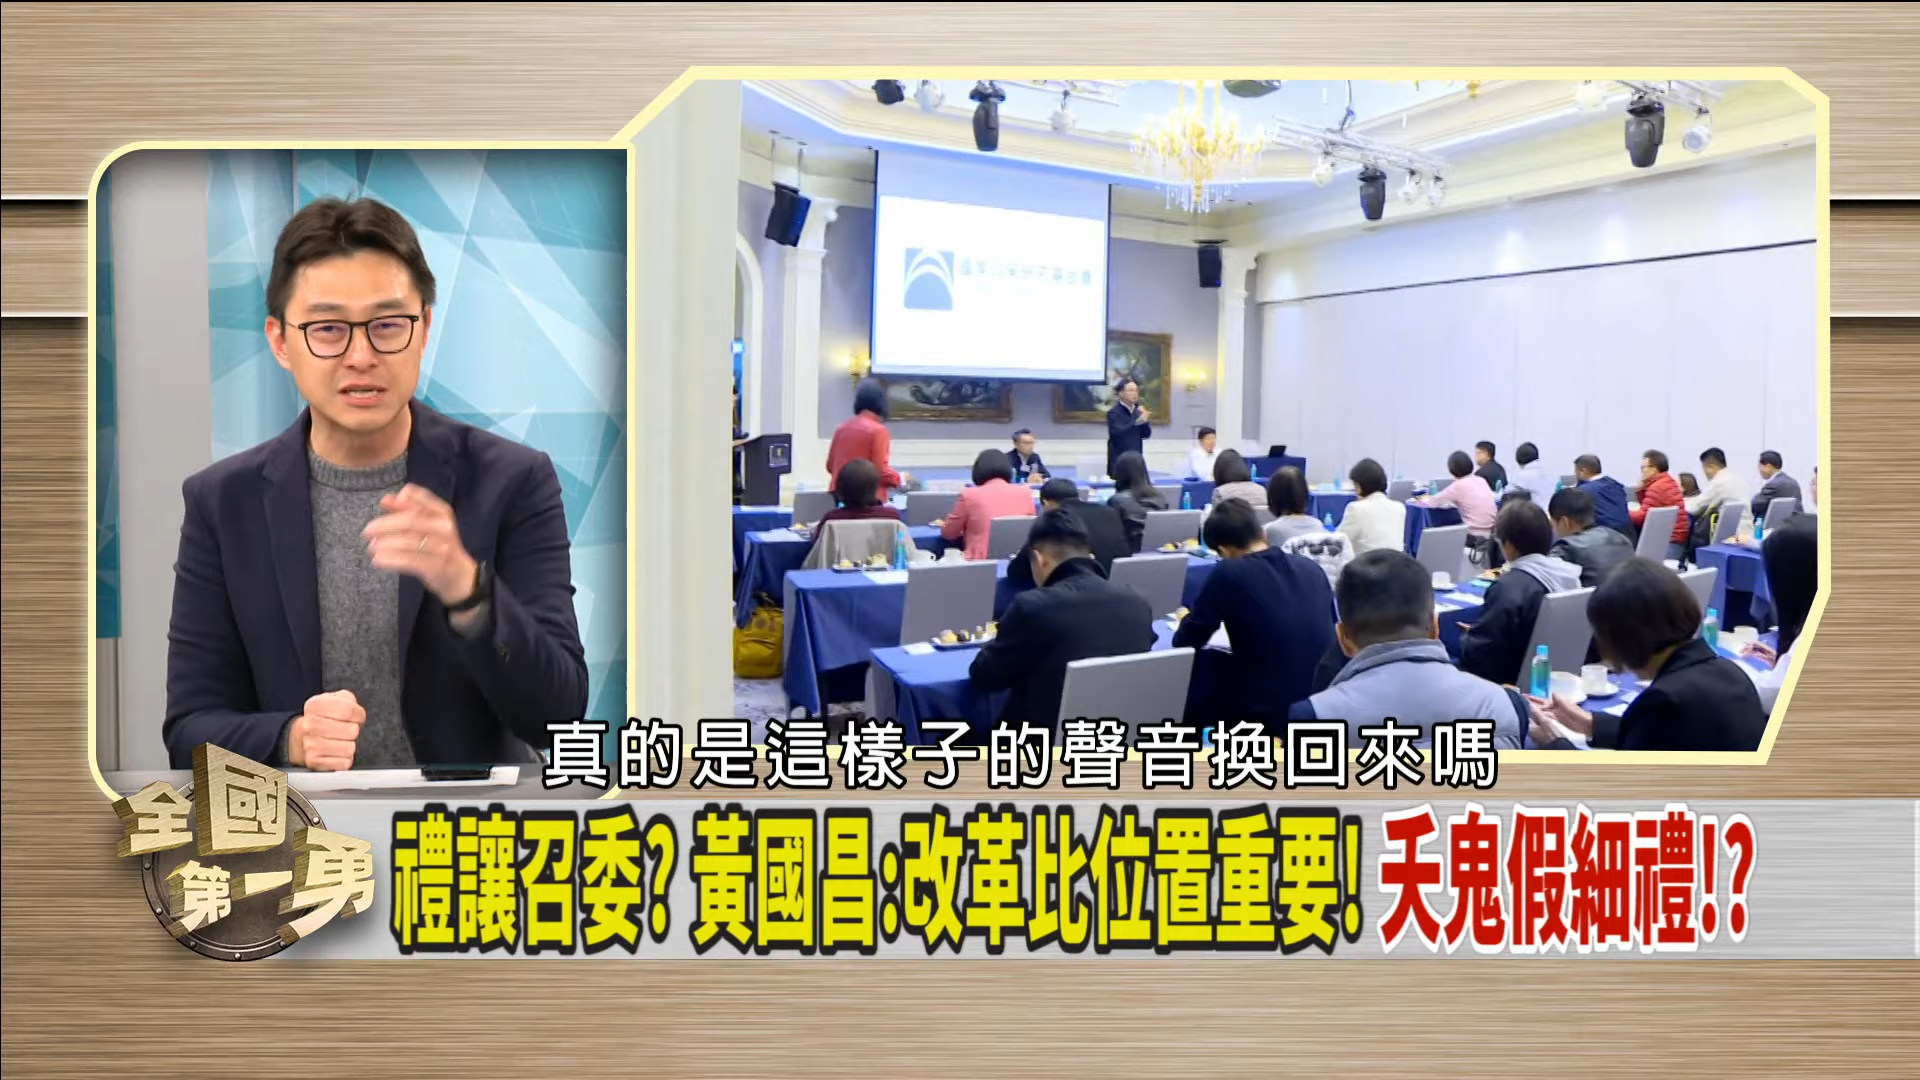 真的是這樣子的聲音換回來嗎
全國
第一勇
禮讓召委? 黃國昌:改革比位置重要! 夭鬼假細禮!?